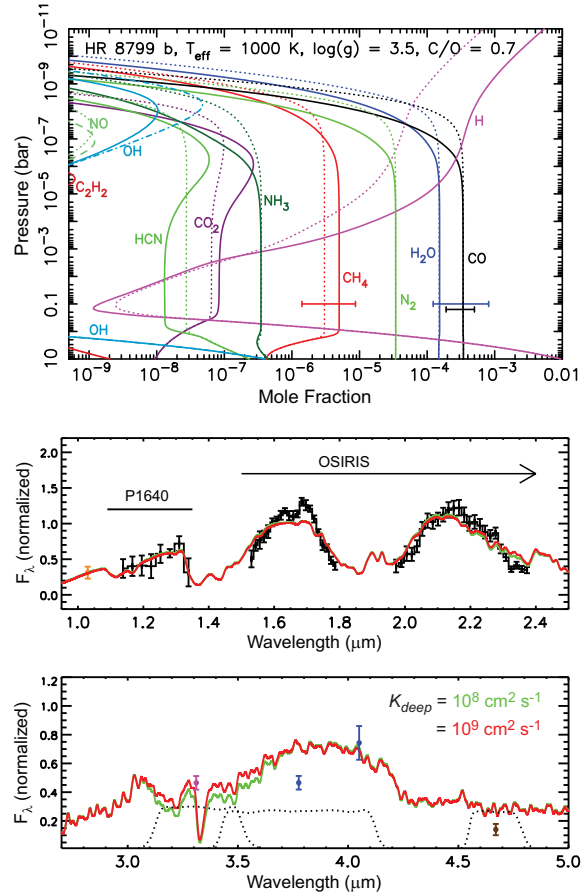 HR 8799 b, T_eff = 1000 K, log(g) = 3.5, C/O = 0.7
10^-11
10^-9
10^-7
10^-5
10^-3
0.1
10
Pressure (bar)
NO
OH
C2H2
HCN
CO2
NH3
CH4
N2
H2O
CO
H
OH
10^-9 10^-8 10^-7 10^-6 10^-5 10^-4 10^-3 0.01
Mole Fraction
OSIRIS
P1640
2.0
1.5
1.0
0.5
0.0
F_λ (normalized)
1.0 1.2 1.4 1.6 1.8 2.0 2.2 2.4
Wavelength (μm)
K_deep = 10^8 cm^2 s^-1
= 10^9 cm^2 s^-1
1.2
1.0
0.8
0.6
0.4
0.2
F_λ (normalized)
3.0 3.5 4.0 4.5 5.0
Wavelength (μm)